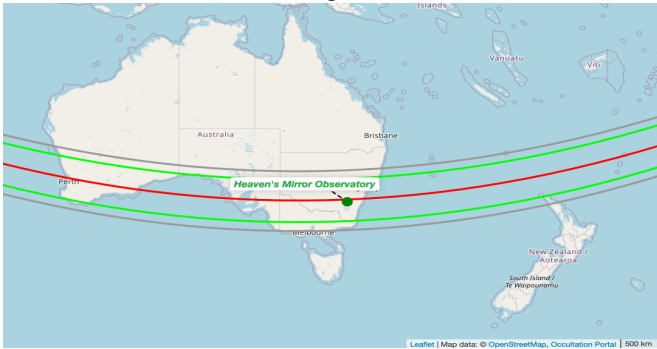 Islands
Vanuatu
Viti
Australia
Brisbane
Perth
Heaven's Mirror Observatory
Melbourne
New Zealand /
Aotearoa
South Island /
Te Waipounamu
Leaflet | Map data: © OpenStreetMap, Occultation Portal | 500 km